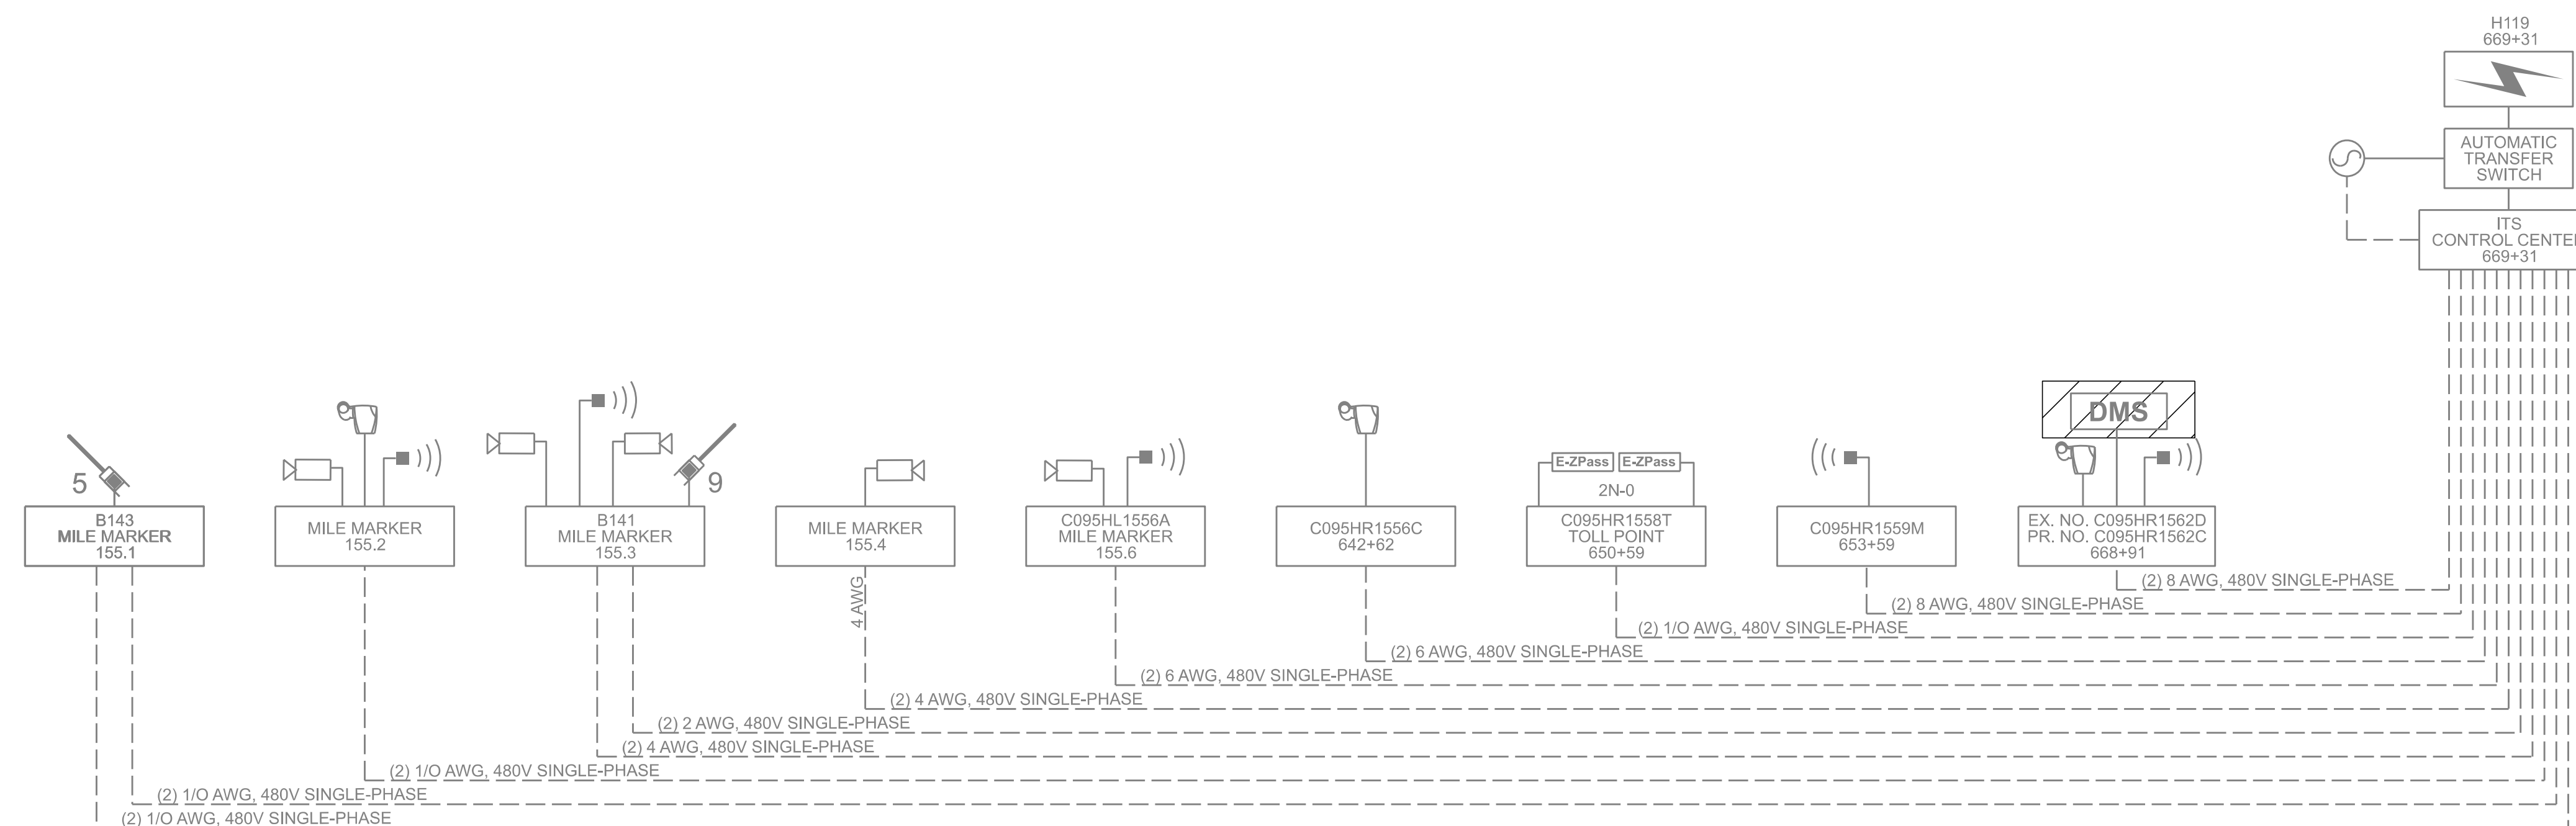 H119
669+31
AUTOMATIC
TRANSFER
SWITCH
ITS
CONTROL CENTE
669+31
DMS
5
9
E-ZPass E-ZPass
2N-0
B143
MILE MARKER
155.1
MILE MARKER
155.2
B141
MILE MARKER
155.3
MILE MARKER
155.4
C095HL1556A
MILE MARKER
155.6
C095HR1556C
642+62
C095HR1558T
TOLL POINT
650+59
C095HR1559M
653+59
EX. NO. C095HR1562D
PR. NO. C095HR1562C
668+91
4 AWG
(2) 8 AWG, 480V SINGLE-PHASE
(2) 8 AWG, 480V SINGLE-PHASE
(2) 1/O AWG, 480V SINGLE-PHASE
(2) 6 AWG, 480V SINGLE-PHASE
(2) 6 AWG, 480V SINGLE-PHASE
(2) 4 AWG, 480V SINGLE-PHASE
(2) 2 AWG, 480V SINGLE-PHASE
(2) 4 AWG, 480V SINGLE-PHASE
(2) 1/O AWG, 480V SINGLE-PHASE
(2) 1/O AWG, 480V SINGLE-PHASE
(2) 1/O AWG, 480V SINGLE-PHASE